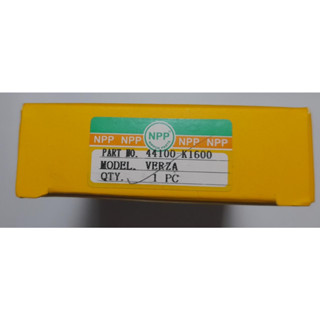 NPP
NPP NPP NPP NPP
PART NO. 44100 K1600
MODEL. VERZA
QTY. 1 PC